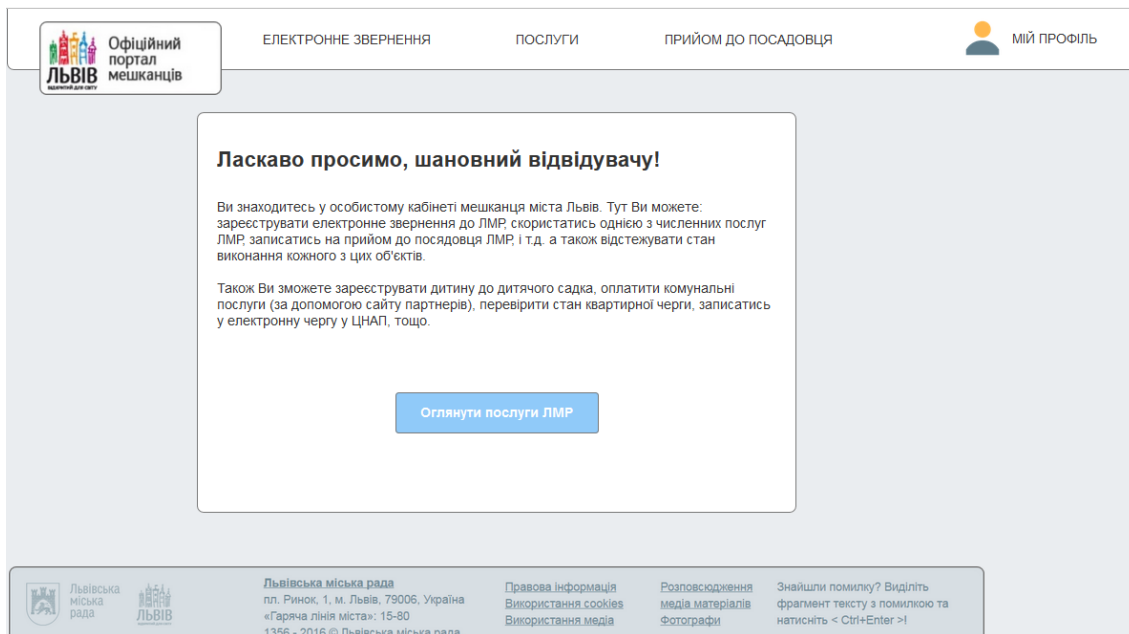 Офіційний
портал
мешканців
ЛЬВІВ
відкритий для світу
ЕЛЕКТРОННЕ ЗВЕРНЕННЯ
ПОСЛУГИ
ПРИЙОМ ДО ПОСАДОВЦЯ
МІЙ ПРОФІЛЬ
Ласкаво просимо, шановний відвідувачу!
Ви знаходитесь у особистому кабінеті мешканця міста Львів. Тут Ви можете:
зареєструвати електронне звернення до ЛМР, скористатись однією з численних послуг
ЛМР, записатись на прийом до посядовця ЛМР, і т.д. а також відстежувати стан
виконання кожного з цих об'єктів.
Також Ви зможете зареєструвати дитину до дитячого садка, оплатити комунальні
послуги (за допомогою сайту партнерів), перевірити стан квартирної черги, записатись
у електронну чергу у ЦНАП, тощо.
Оглянути послуги ЛМР
Львівська
міська
рада
ЛЬВІВ
Львівська міська рада
пл. Ринок, 1, м. Львів, 79006, Україна
«Гаряча лінія міста»: 15-80
1356 - 2016 © Львівська міська рада
Правова інформація
Використання cookies
Використання медіа
Розповсюдження
медіа матеріалів
Фотографи
Знайшли помилку? Виділіть
фрагмент тексту з помилкою та
натисніть < Ctrl+Enter >!